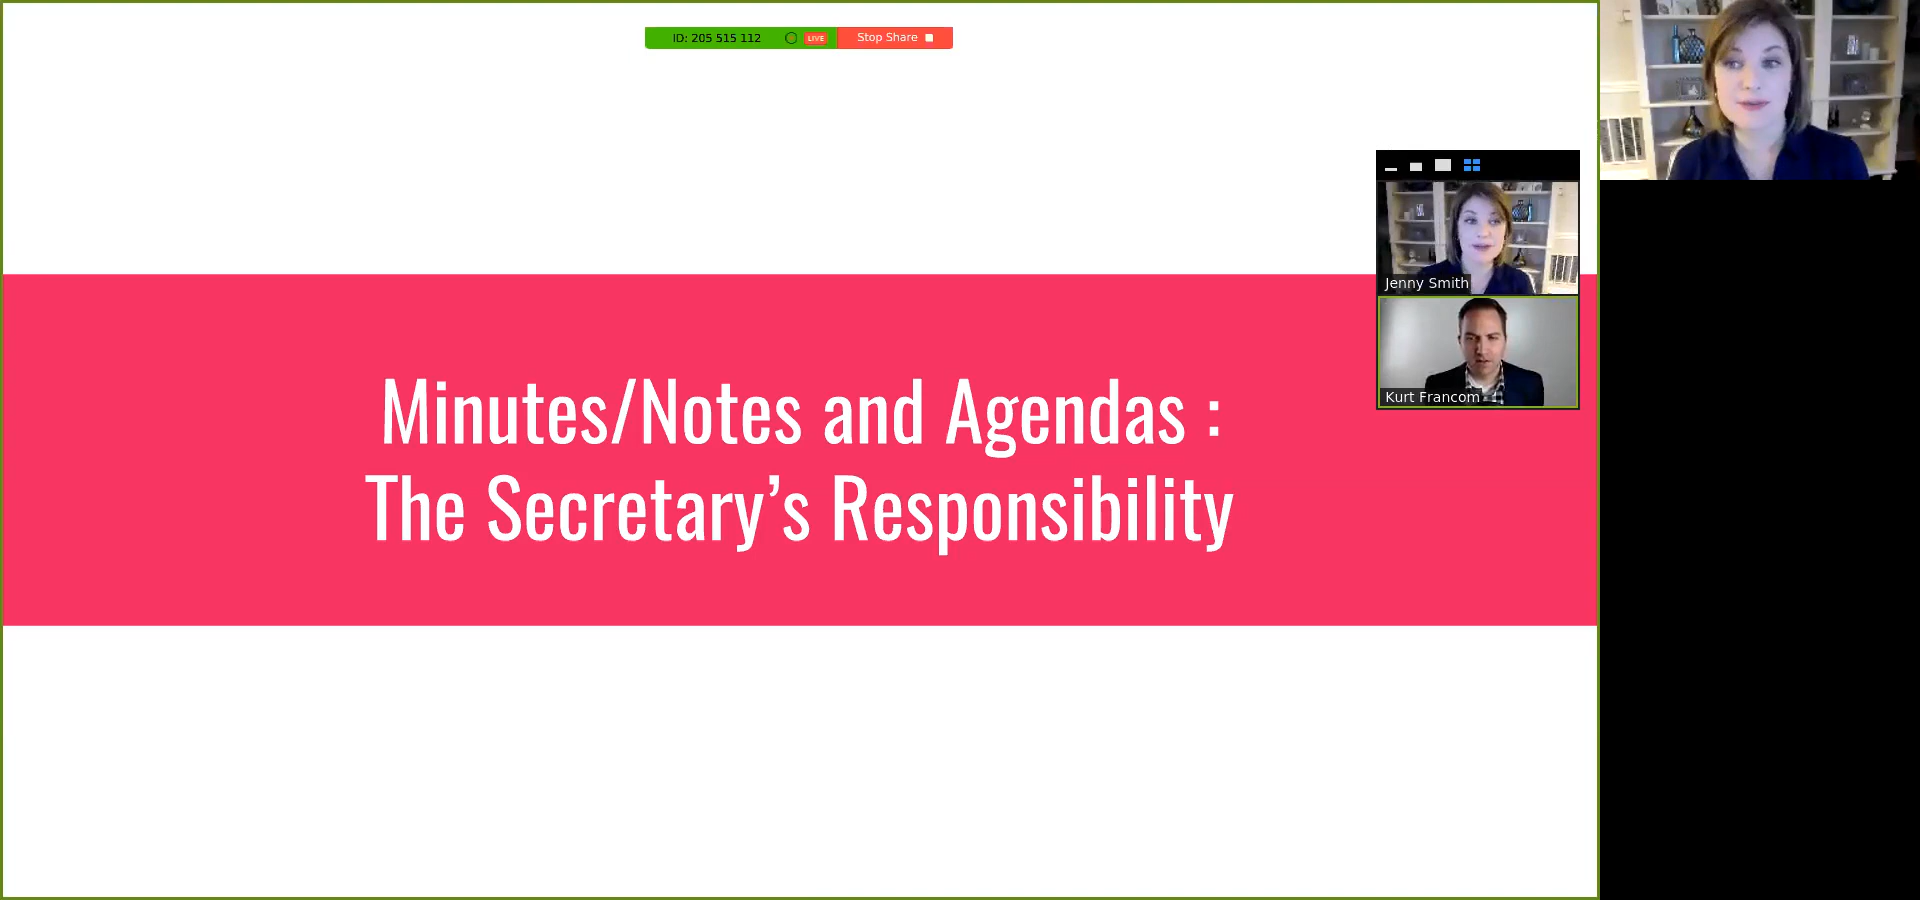 ID: 205 515 112
LIVE
Stop Share
Jenny Smith
Kurt Francom
Minutes/Notes and Agendas :
The Secretary’s Responsibility